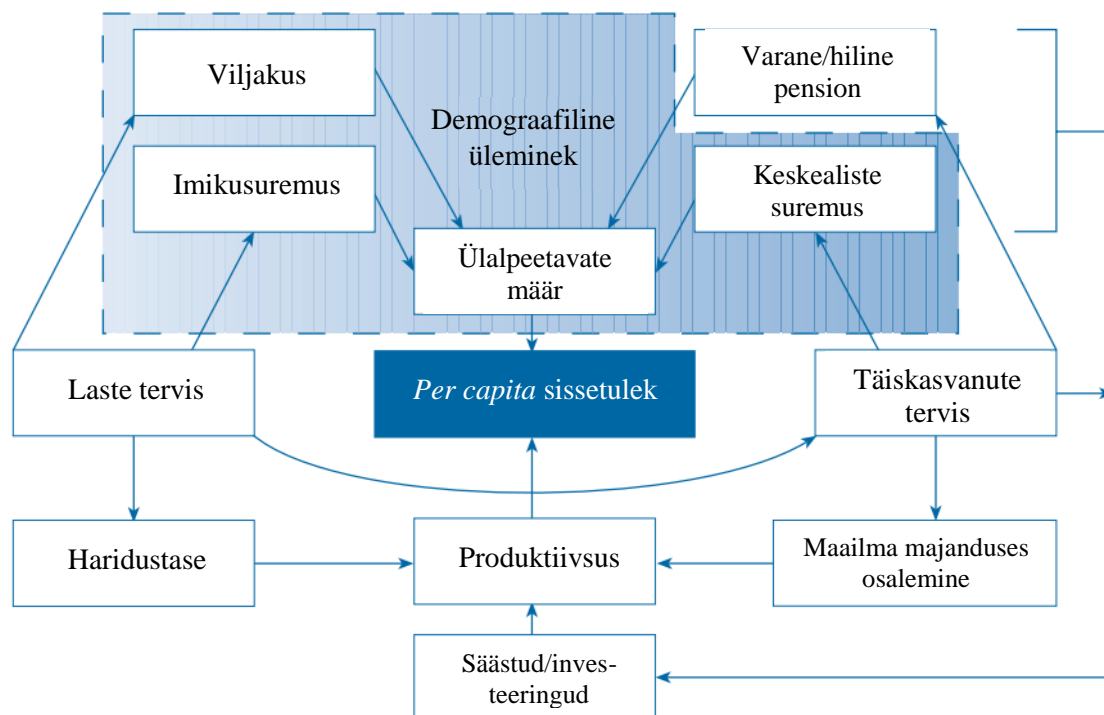 Viljakus
Varane/hiline
pension
Demograafiline
üleminek
Imikusuremus
Keskealiste
suremus
Ülalpeetavate
määr
Laste tervis
Per capita sissetulek
Täiskasvanute
tervis
Haridustase
Produktiivsus
Maailma majanduses
osalemine
Säästud/inves-
teeringud